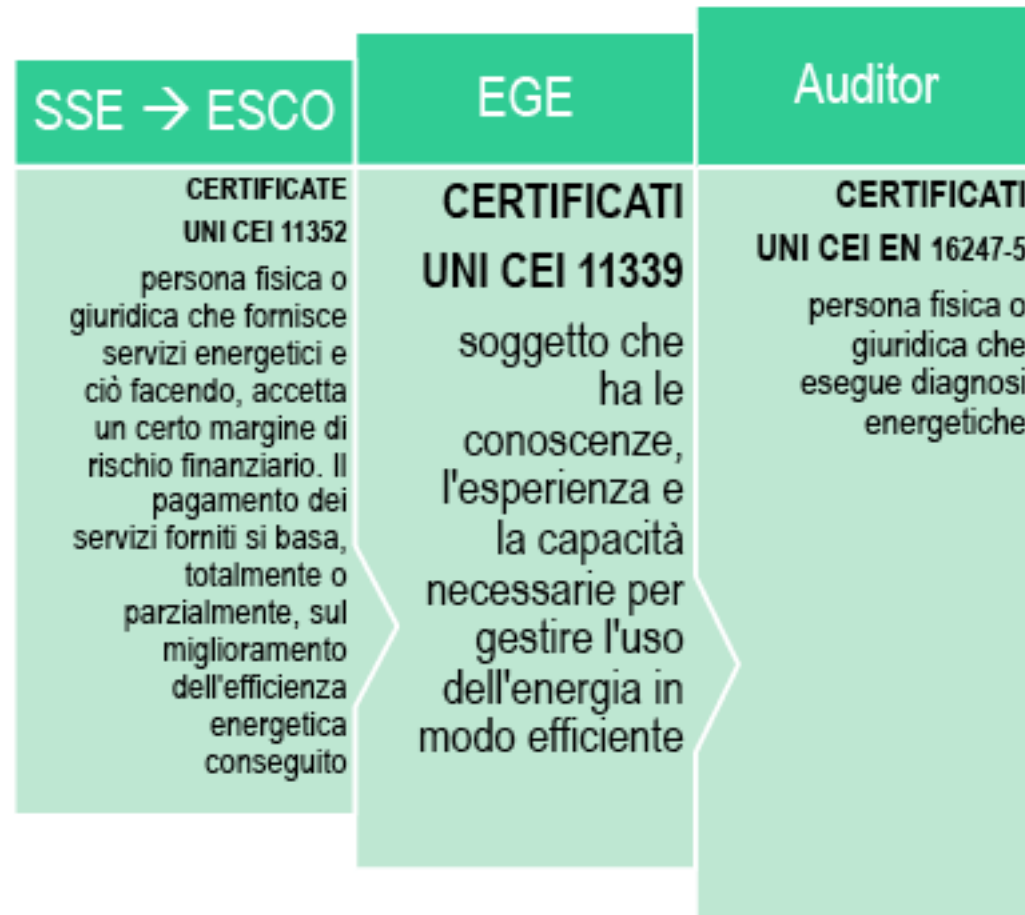 SSE → ESCO
CERTIFICATE
UNI CEI 11352
persona fisica o
giuridica che fornisce
servizi energetici e
ciò facendo, accetta
un certo margine di
rischio finanziario. Il
pagamento dei
servizi forniti si basa,
totalmente o
parzialmente, sul
miglioramento
dell'efficienza
energetica
conseguito
EGE
CERTIFICATI
UNI CEI 11339
soggetto che
ha le
conoscenze,
l'esperienza e
la capacità
necessarie per
gestire l'uso
dell'energia in
modo efficiente
Auditor
CERTIFICATI
UNI CEI EN 16247-5
persona fisica o
giuridica che
esegue diagnosi
energetiche